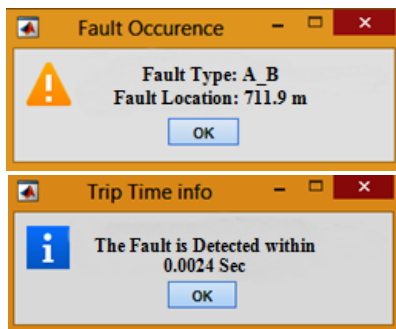 Fault Occurence
Fault Type: A_B
Fault Location: 711.9 m
OK
Trip Time info
The Fault is Detected within
0.0024 Sec
OK